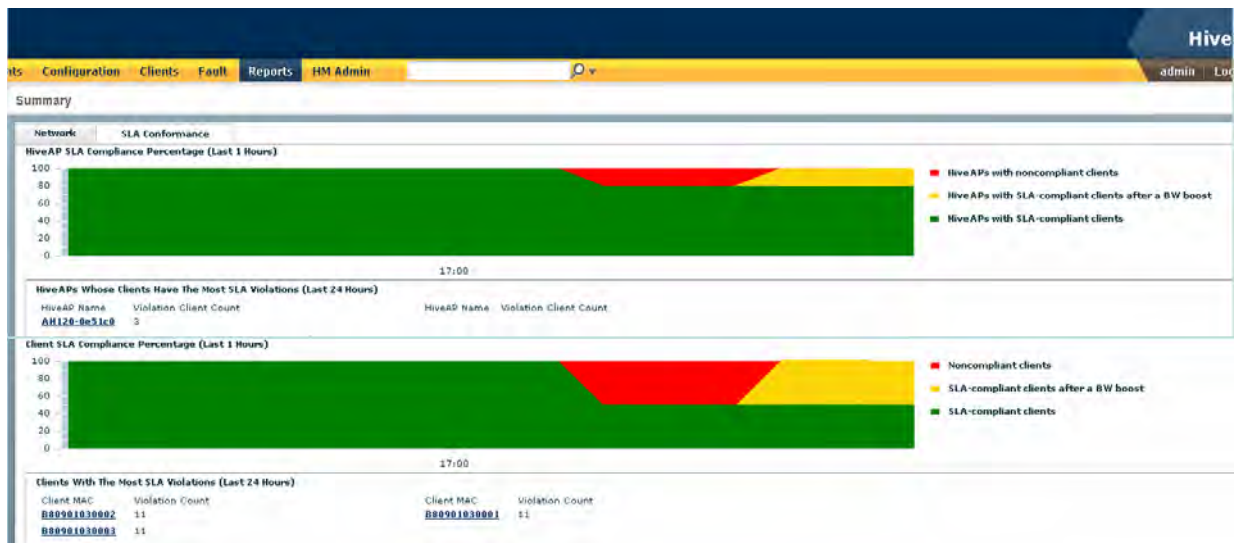 Hive
nts Configuration Clients Fault Reports HM Admin
admin Log
Summary
Network SLA Conformance
HiveAP SLA Compliance Percentage (Last 1 Hours)
100
80
60
40
20
0
17:00
HiveAPs with noncompliant clients
HiveAPs with SLA-compliant clients after a BW boost
HiveAPs with SLA-compliant clients
HiveAPs Whose Clients Have The Most SLA Violations (Last 24 Hours)
HiveAP Name Violation Client Count HiveAP Name Violation Client Count
AH120-0e51c0 3
Client SLA Compliance Percentage (Last 1 Hours)
100
80
60
40
20
0
17:00
Noncompliant clients
SLA-compliant clients after a BW boost
SLA-compliant clients
Clients With The Most SLA Violations (Last 24 Hours)
Client MAC Violation Count Client MAC Violation Count
B80901030002 11 B80901030001 11
B80901030003 11